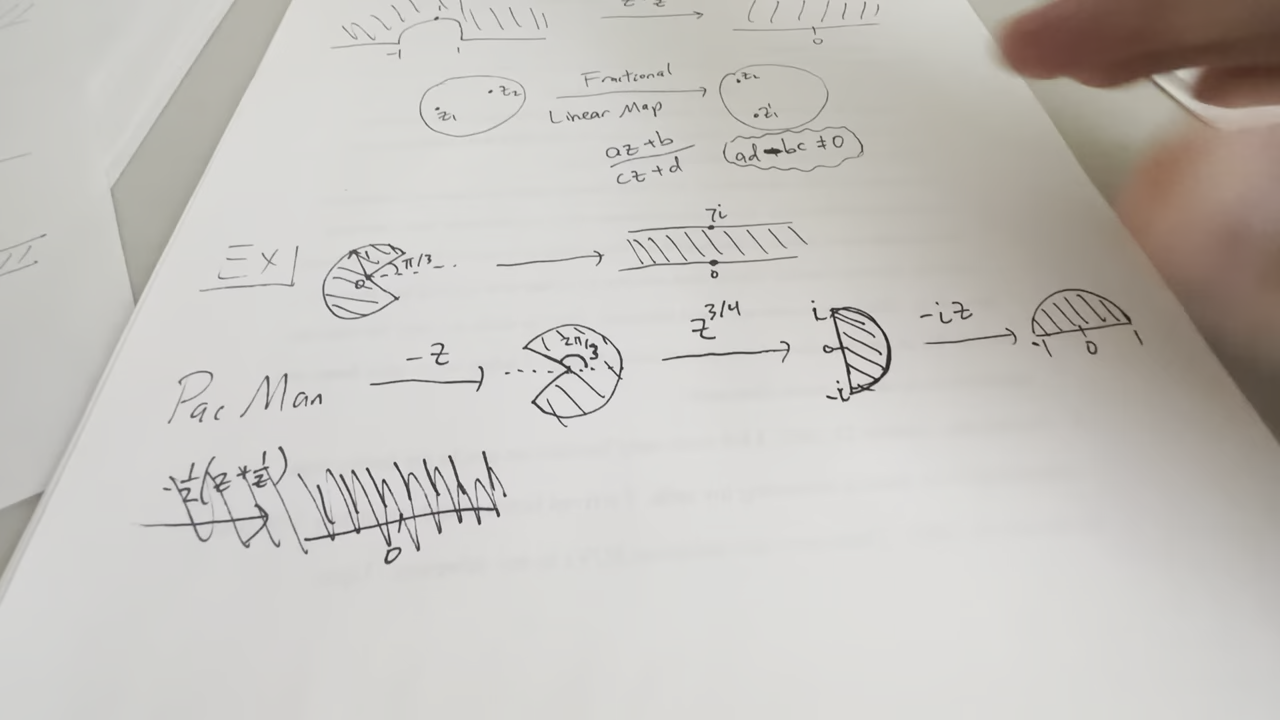 -1 1 0
z₁ z₂ Fractional Linear Map z₂' z₁'
az+b / cz+d ad-bc ≠ 0
Ex 0 2π/3 7i 0
Pac Man -z 2π/3 z^3/4 i 0 -i -iz -1 0 1
-1/2(z+1/z) 0